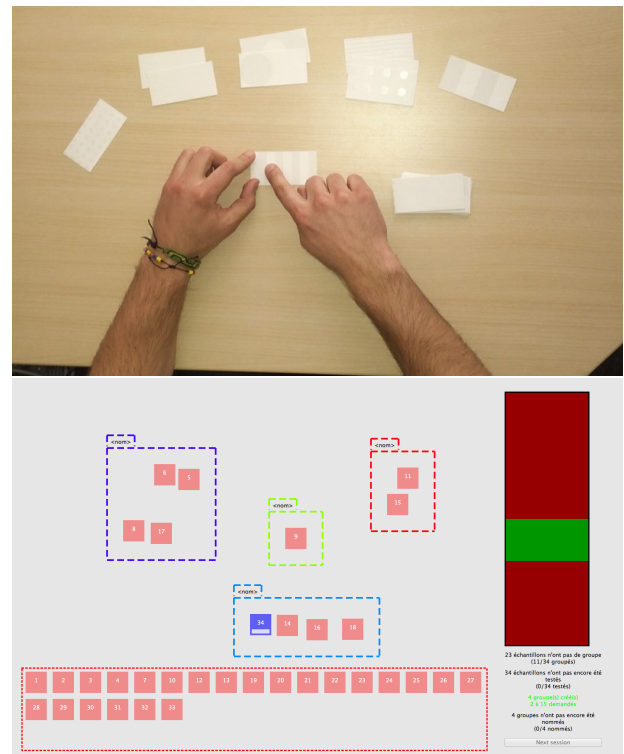 <nom>
<nom>
6
5
11
<nom>
15
8
17
9
<nom>
34
14
16
18
1 2 3 4 7 10 12 13 19 20 21 22 23 24 25 26 27
28 29 30 31 32 33
23 échantillons n'ont pas de groupe
(11/34 groupés)
34 échantillons n'ont pas encore été
testés
(0/34 testés)
4 groupe(s) créé(s)
2 à 15 demandés
4 groupes n'ont pas encore été
nommés
(0/4 nommés)
Next session